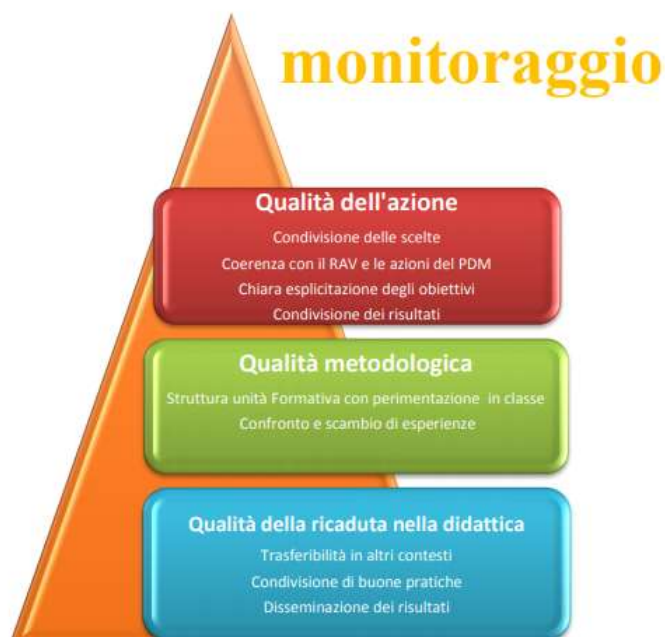 monitoraggio
Qualità dell'azione
Condivisione delle scelte
Coerenza con il RAV e le azioni del PDM
Chiara esplicitazione degli obiettivi
Condivisione dei risultati
Qualità metodologica
Struttura unità Formativa con perimentazione in classe
Confronto e scambio di esperienze
Qualità della ricaduta nella didattica
Trasferibilità in altri contesti
Condivisione di buone pratiche
Disseminazione dei risultati